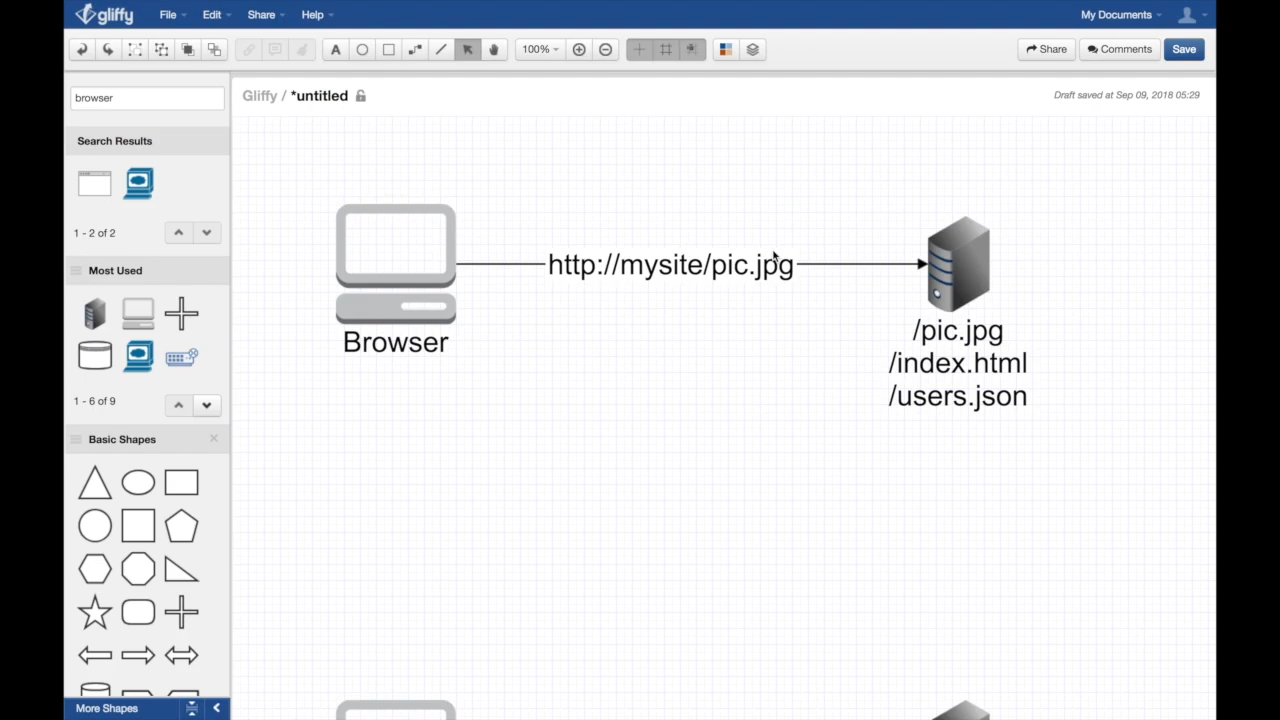 gliffy File Edit Share Help My Documents
A 100% Share Comments Save
browser
Gliffy / *untitled
Draft saved at Sep 09, 2018 05:29
Search Results
1 - 2 of 2
Most Used
1 - 6 of 9
Basic Shapes
More Shapes
http://mysite/pic.jpg
Browser
/pic.jpg
/index.html
/users.json